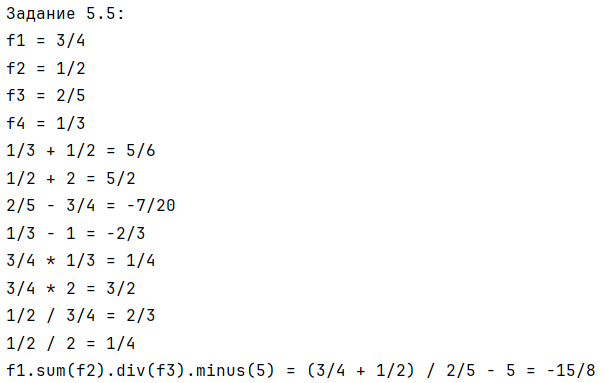 Задание 5.5:
f1 = 3/4
f2 = 1/2
f3 = 2/5
f4 = 1/3
1/3 + 1/2 = 5/6
1/2 + 2 = 5/2
2/5 - 3/4 = -7/20
1/3 - 1 = -2/3
3/4 * 1/3 = 1/4
3/4 * 2 = 3/2
1/2 / 3/4 = 2/3
1/2 / 2 = 1/4
f1.sum(f2).div(f3).minus(5) = (3/4 + 1/2) / 2/5 - 5 = -15/8